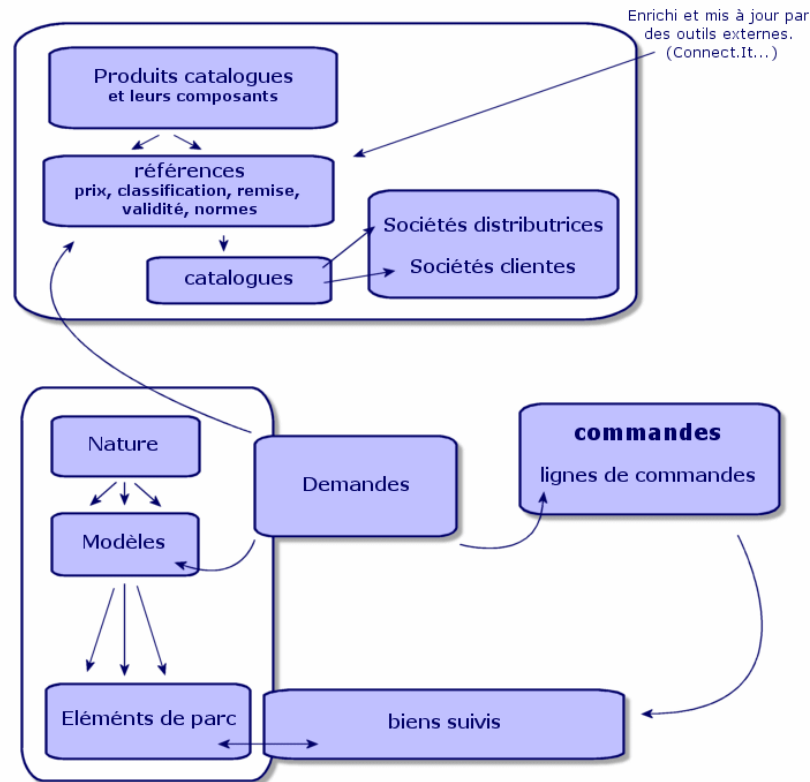 Enrichi et mis à jour par
des outils externes.
(Connect.It...)
Produits catalogues
et leurs composants
références
prix, classification, remise,
validité, normes
Sociétés distributrices
catalogues
Sociétés clientes
Nature
Demandes
commandes
lignes de commandes
Modèles
Eléménts de parc
biens suivis